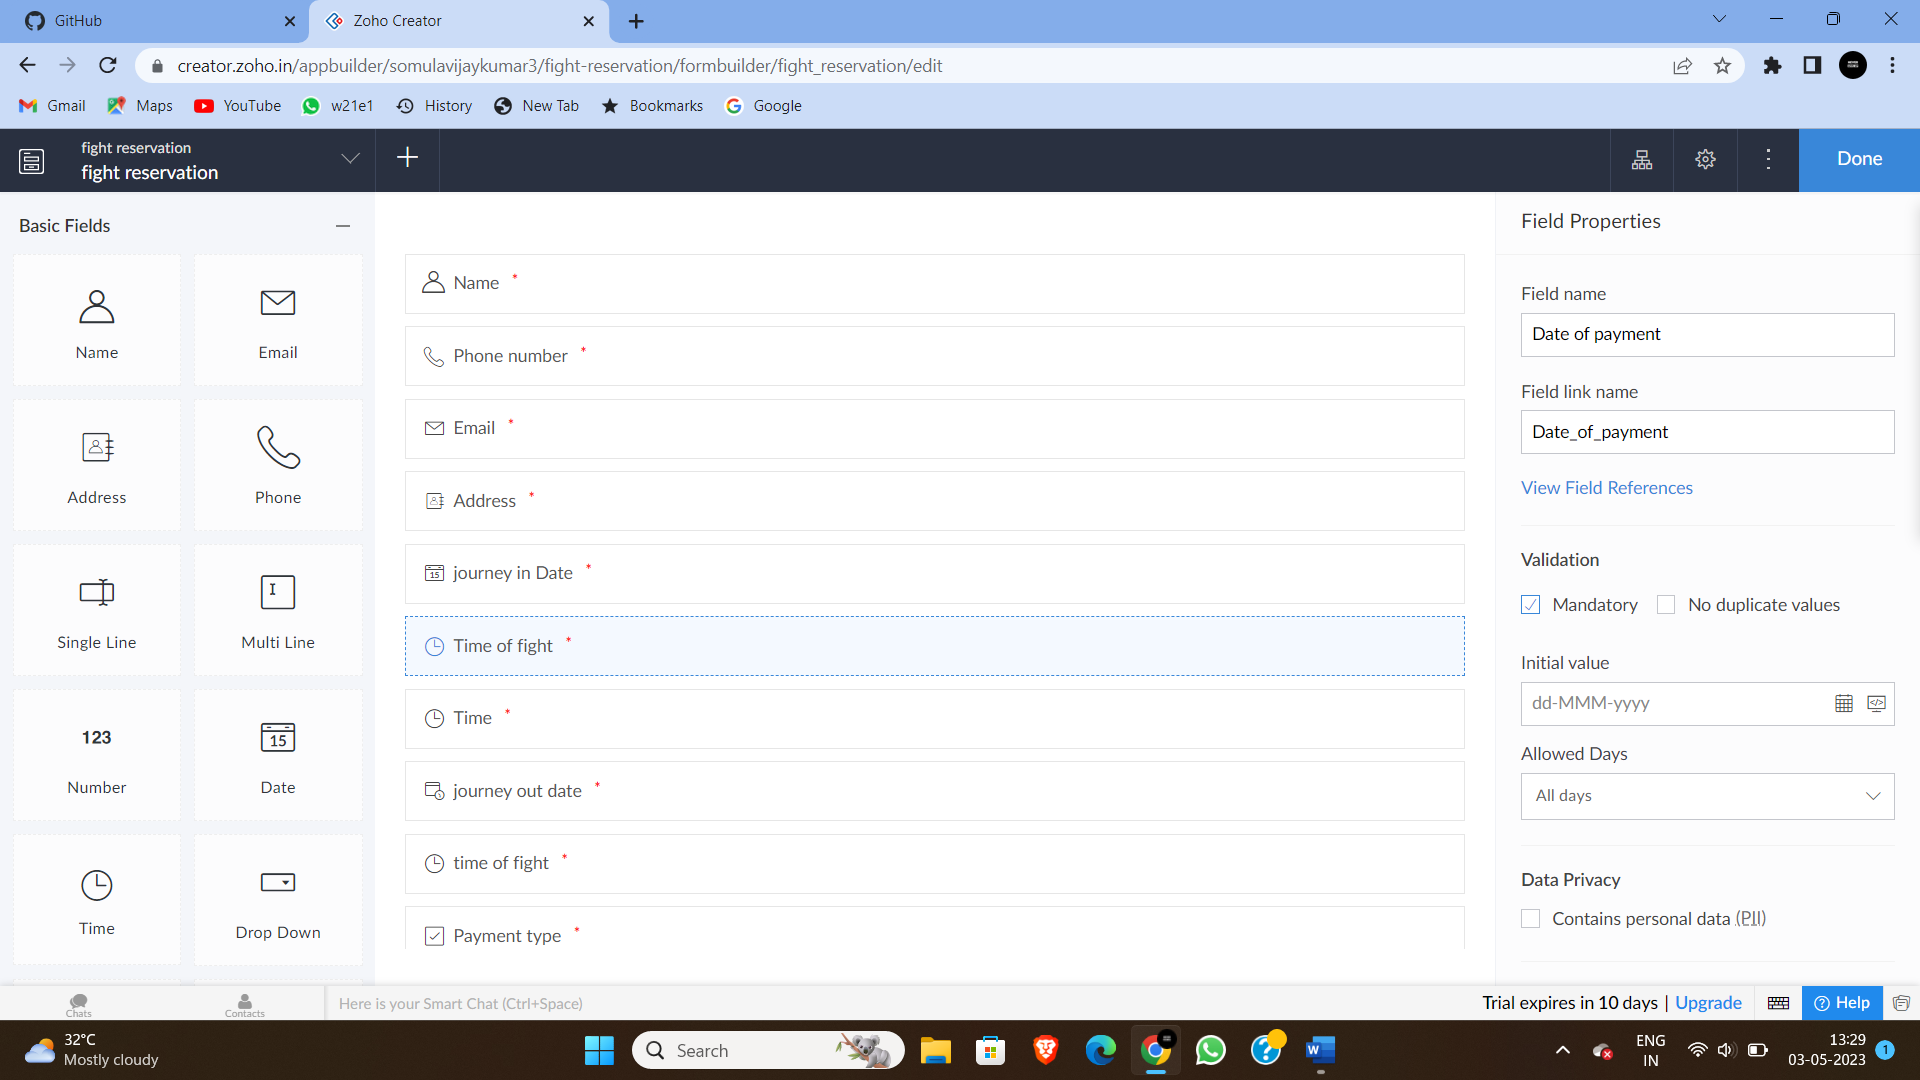 GitHub
Zoho Creator
creator.zoho.in/appbuilder/somulavijaykumar3/fight-reservation/formbuilder/fight_reservation/edit
Gmail Maps YouTube w21e1 History New Tab Bookmarks Google
fight reservation
fight reservation
Done
Basic Fields
Name
Email
Address
Phone
Single Line
Multi Line
123
Number
15
Date
Time
Drop Down
Name *
Phone number *
Email *
Address *
15 journey in Date *
Time of fight *
Time *
journey out date *
time of fight *
Payment type *
Field Properties
Field name
Date of payment
Field link name
Date_of_payment
View Field References
Validation
Mandatory No duplicate values
Initial value
dd-MMM-yyyy
Allowed Days
All days
Data Privacy
Contains personal data (PII)
Chats
Contacts
Here is your Smart Chat (Ctrl+Space)
Trial expires in 10 days | Upgrade
Help
32°C
Mostly cloudy
Search
ENG
IN
13:29
03-05-2023
1